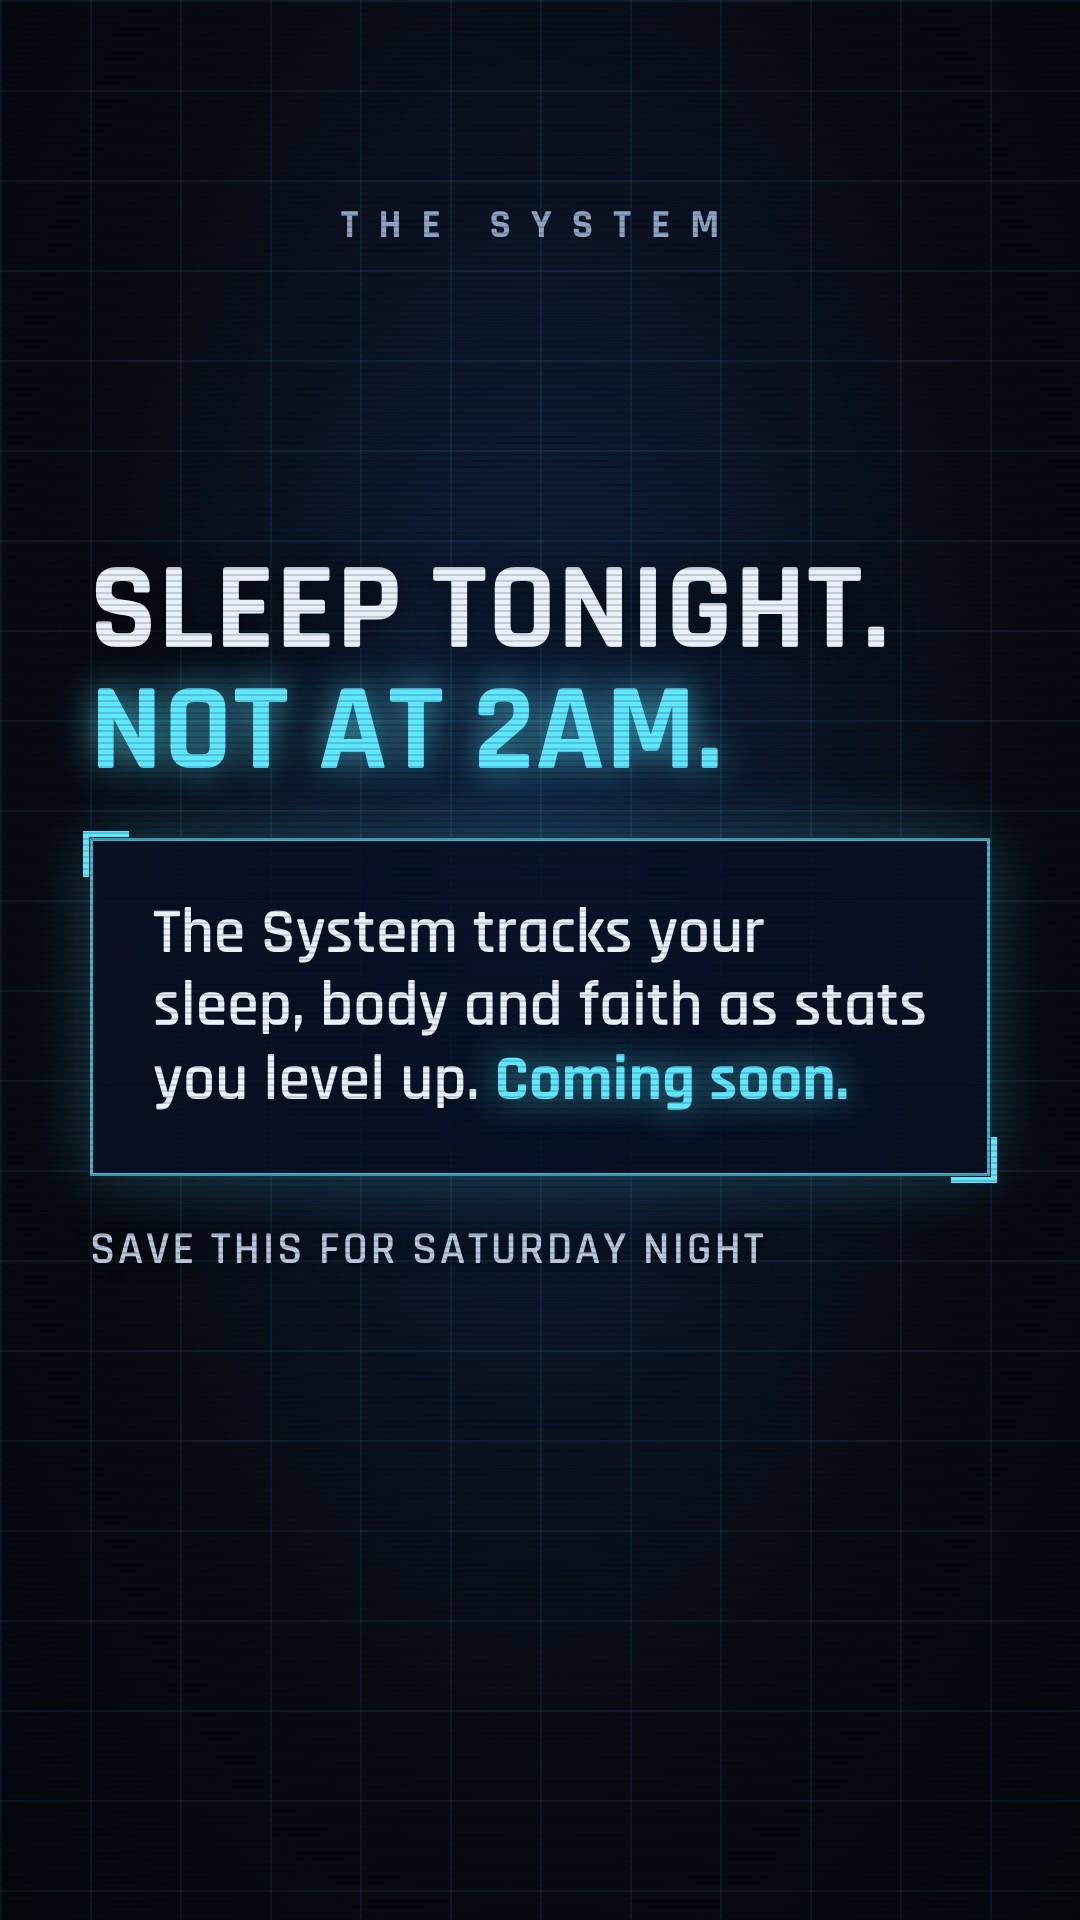 THE SYSTEM
SLEEP TONIGHT.
NOT AT 2AM.
The System tracks your
sleep, body and faith as stats
you level up. Coming soon.
SAVE THIS FOR SATURDAY NIGHT